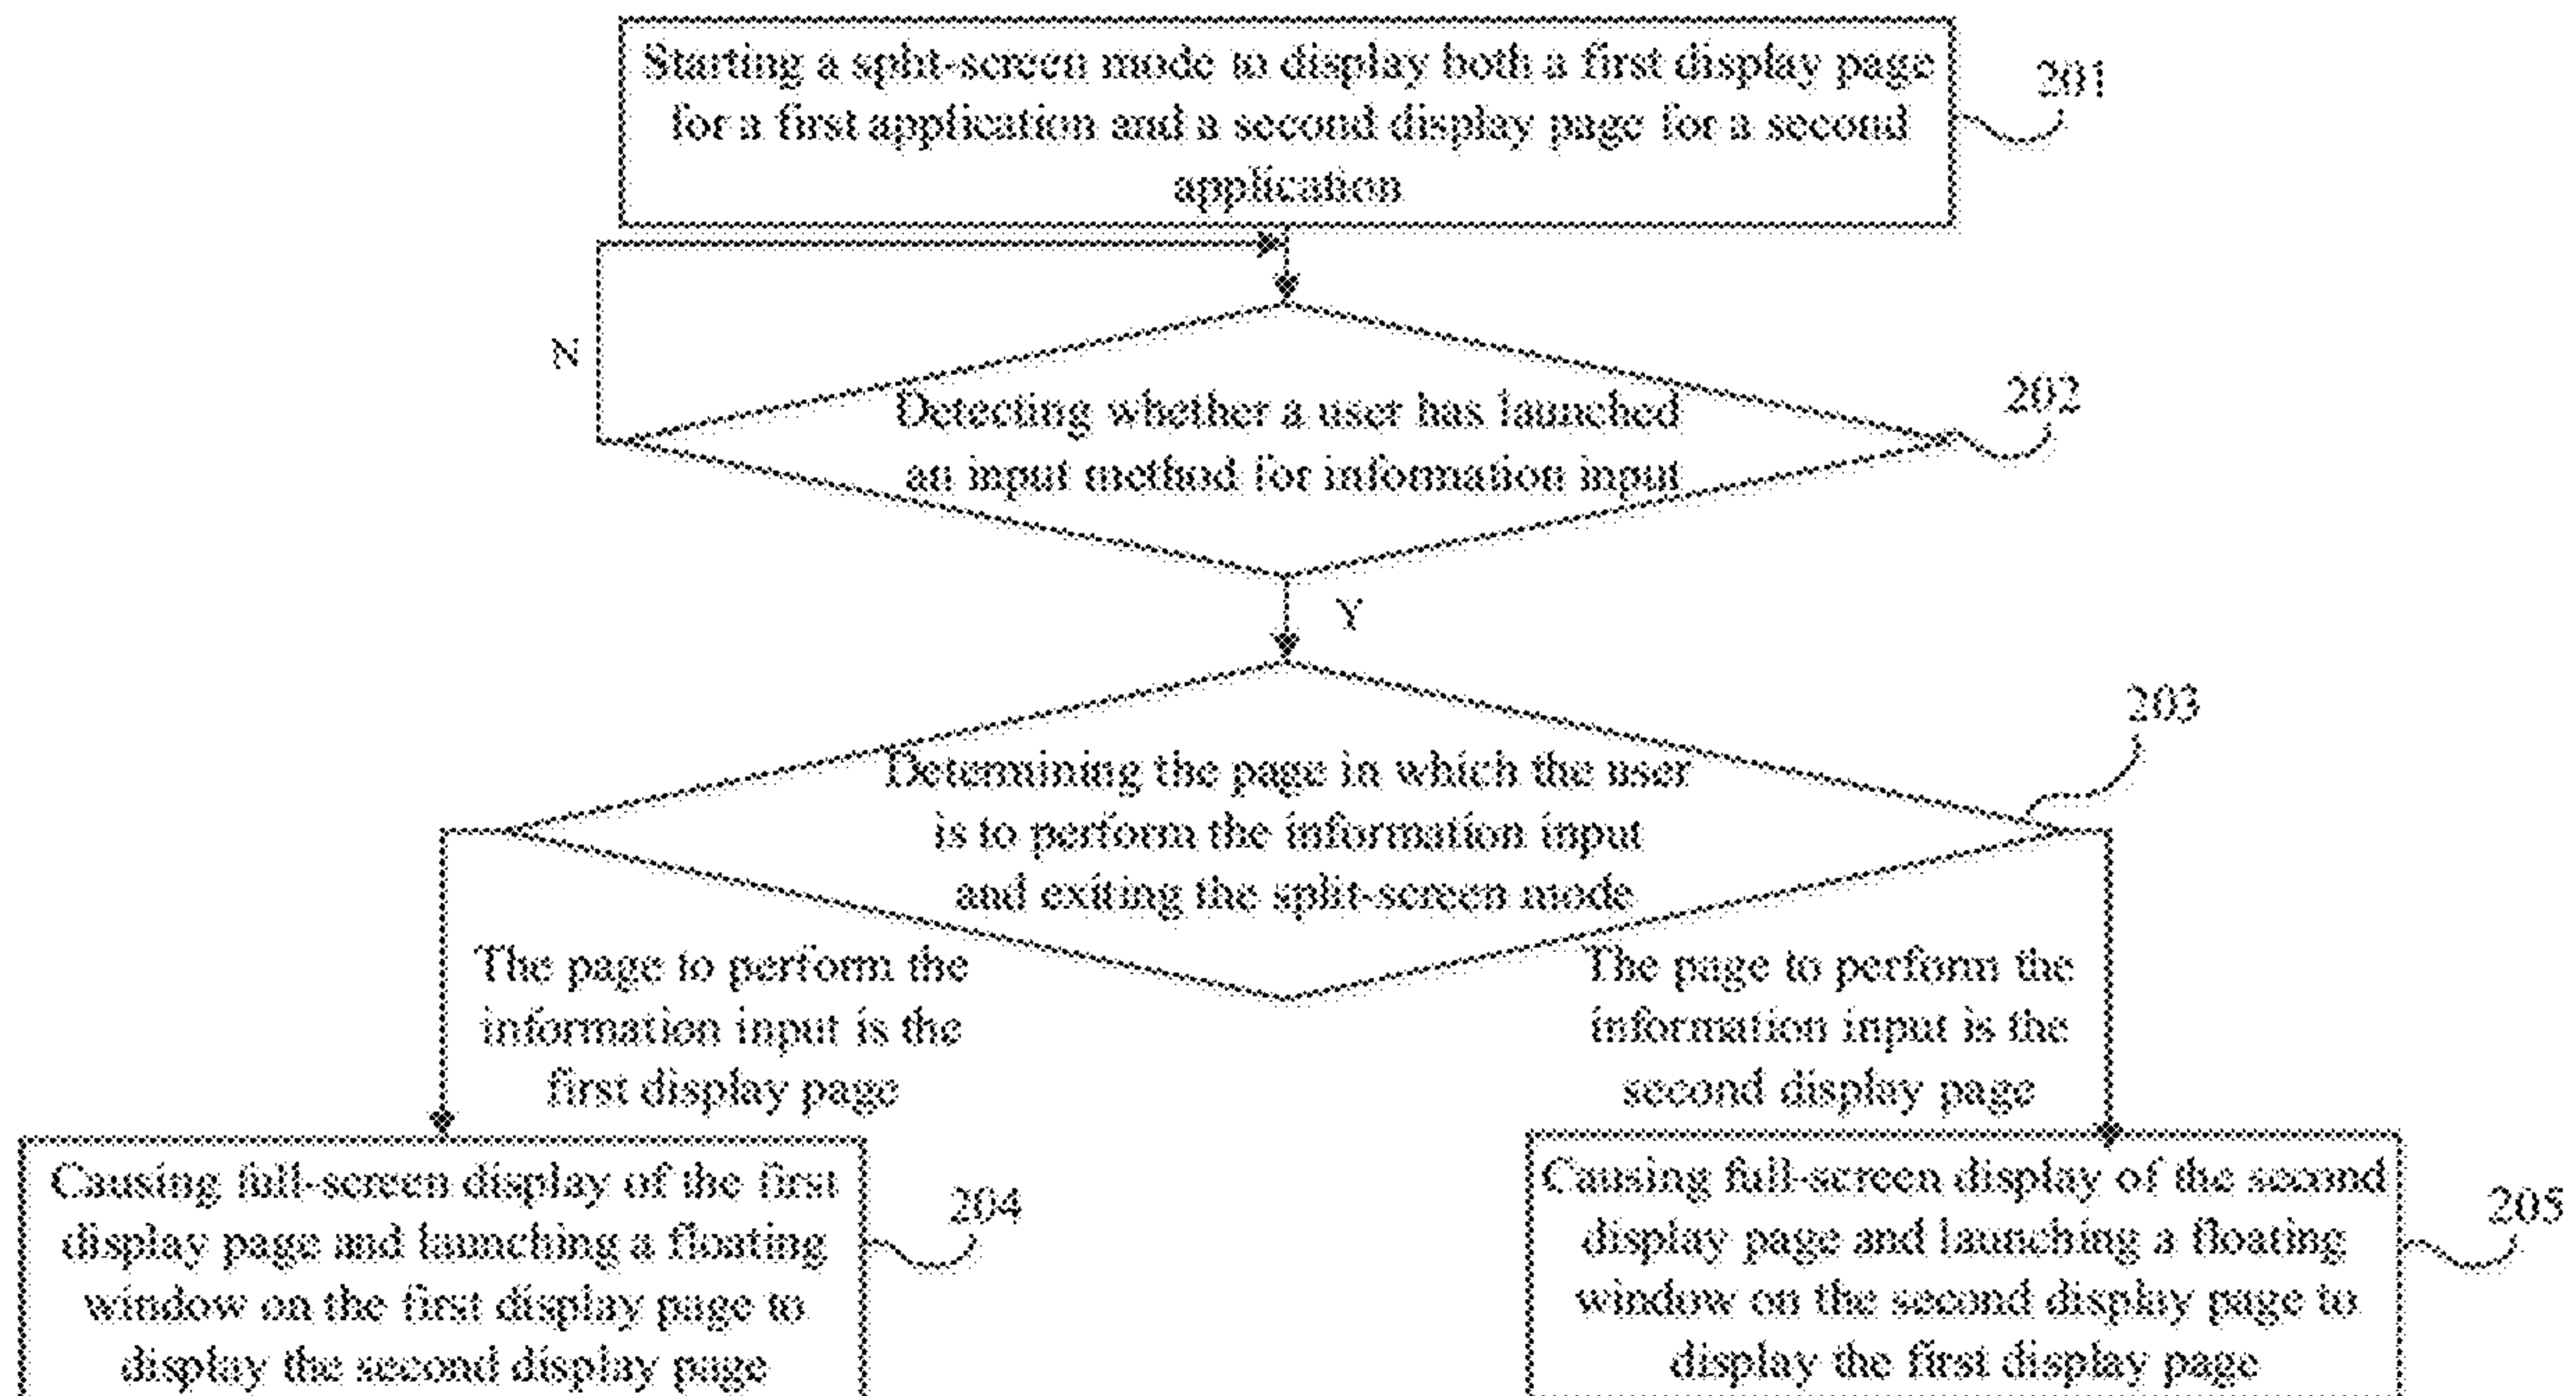 Starting a split-screen mode to display both a first display page
for a first application and a second display page for a second
application
201
N
Detecting whether a user has launched
an input method for information input
202
Y
203
Determining the page in which the user
is to perform the information input
and exiting the split-screen mode
The page to perform the
information input is the
first display page
The page to perform the
information input is the
second display page
Causing full-screen display of the first
display page and launching a floating
window on the first display page to
display the second display page
204
Causing full-screen display of the second
display page and launching a floating
window on the second display page to
display the first display page
205